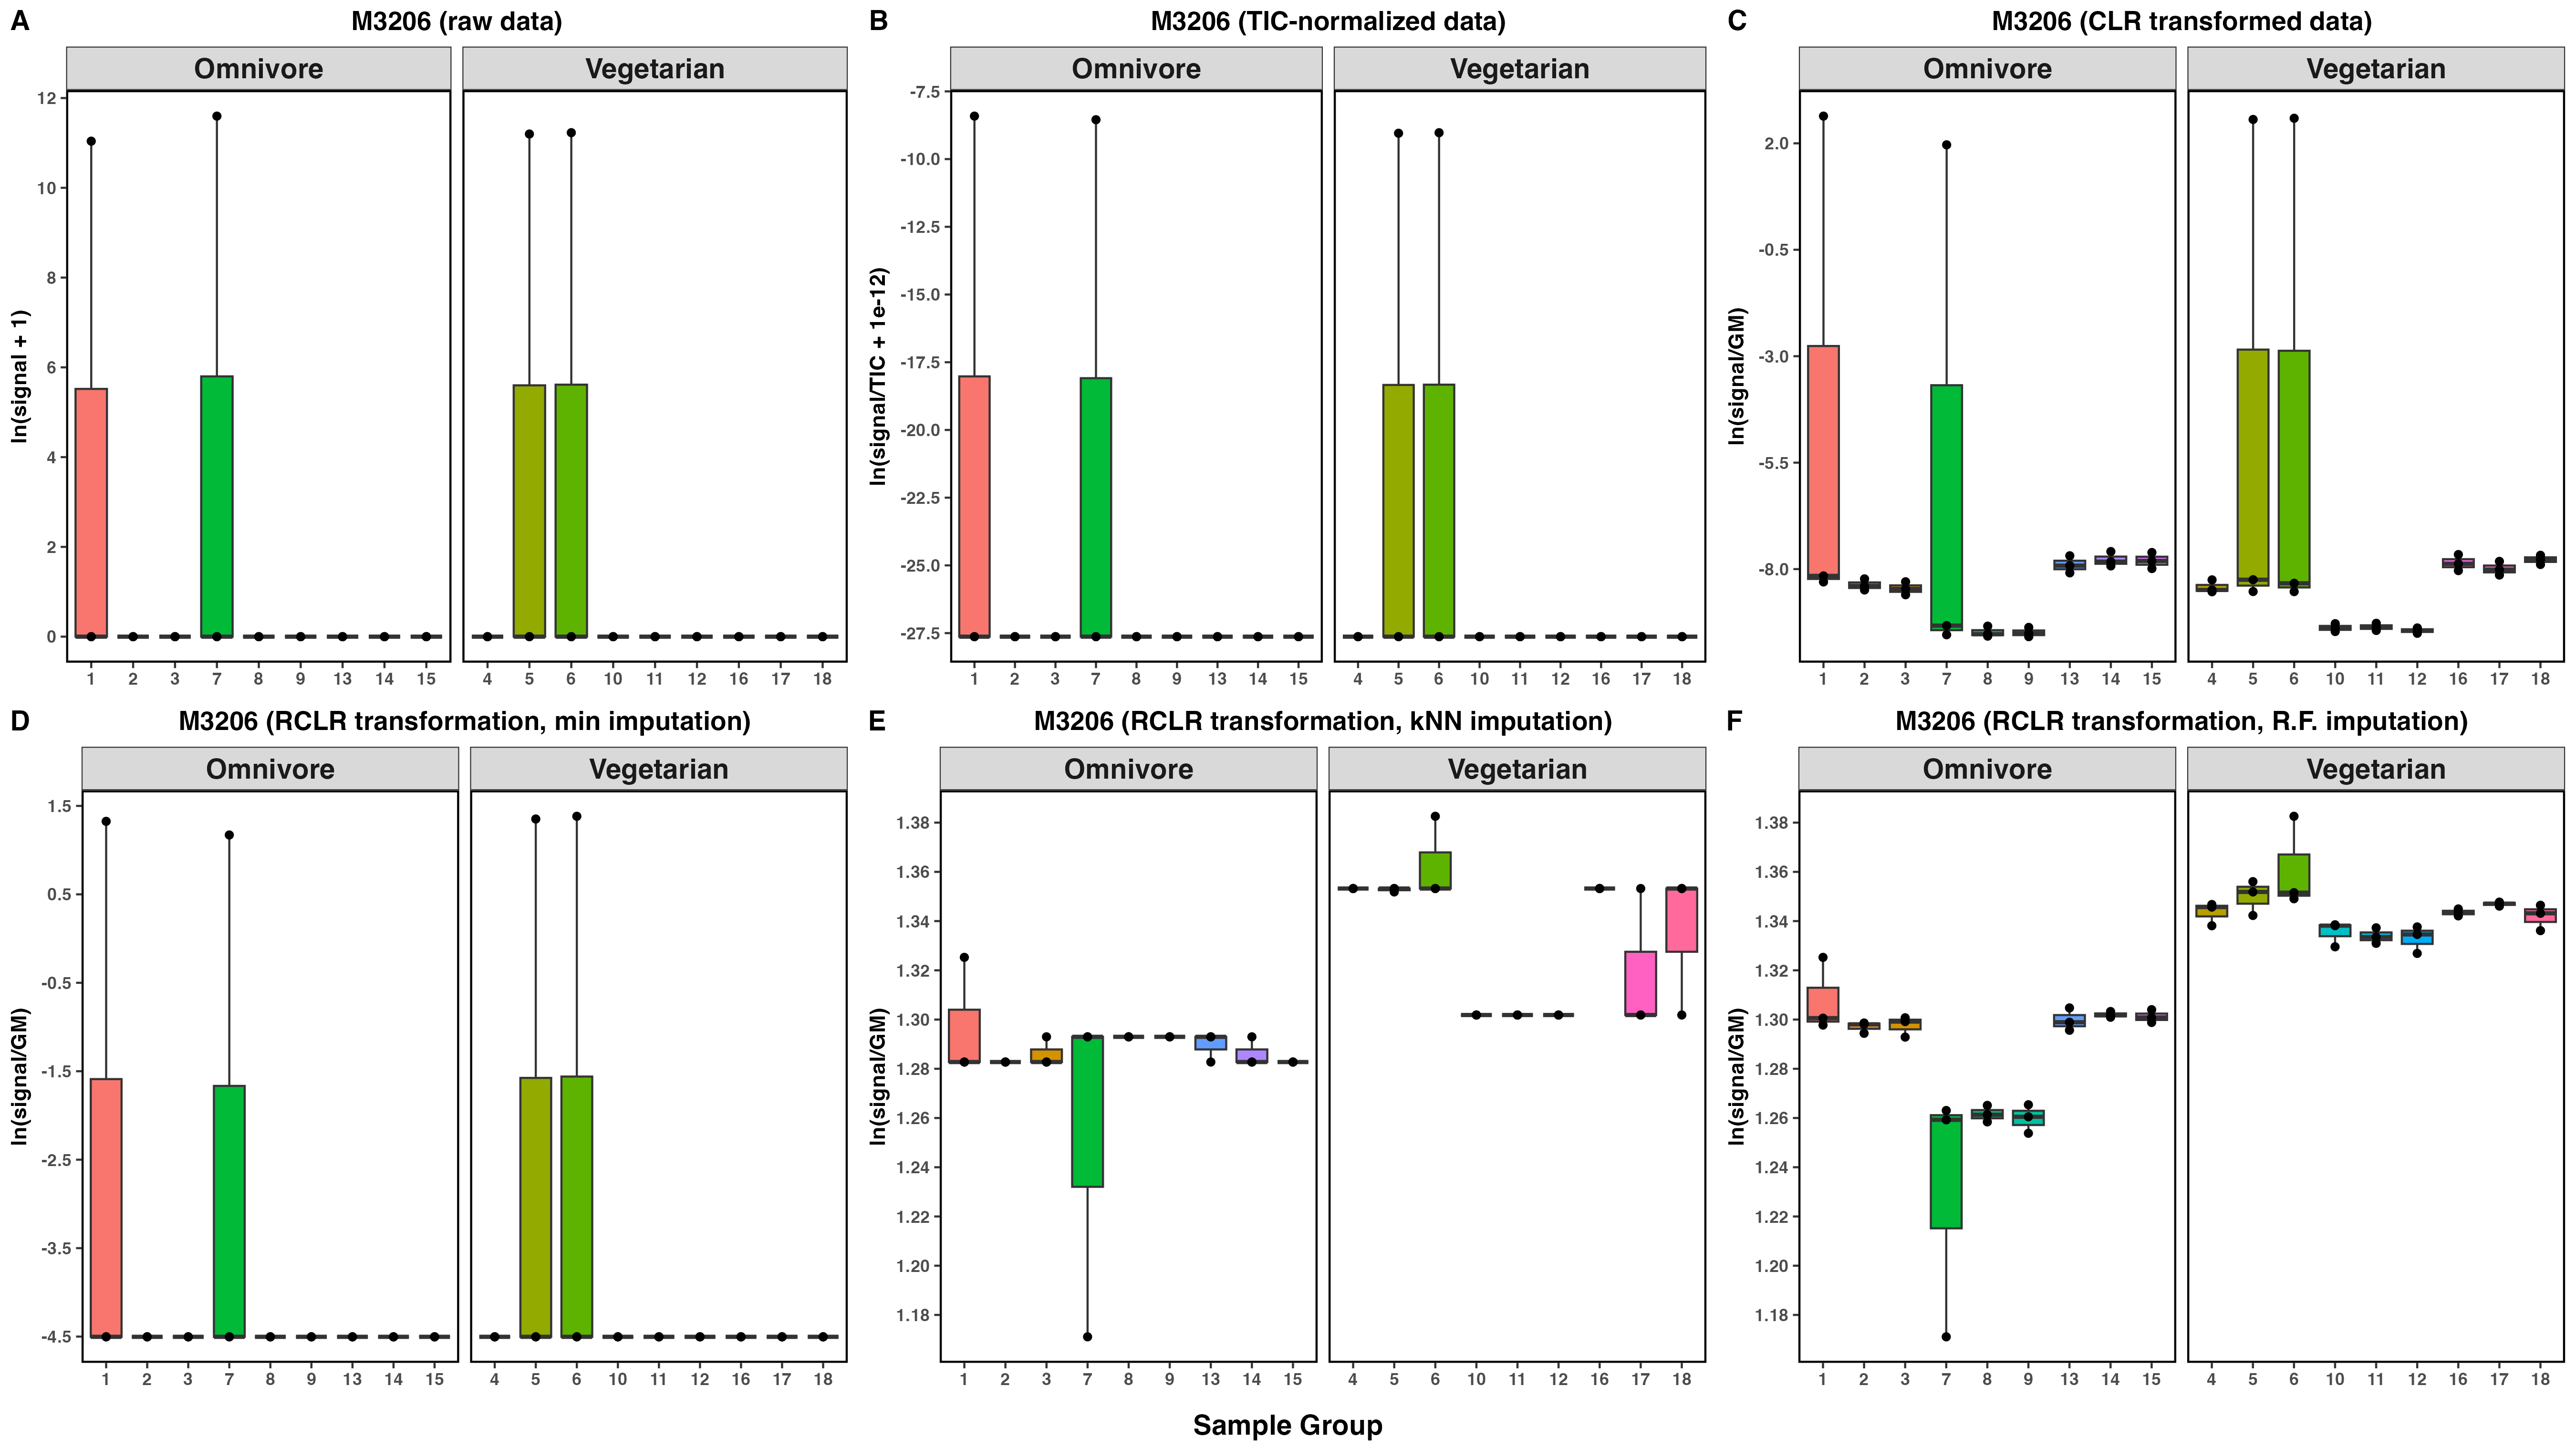 A M3206 (raw data)
Omnivore Vegetarian
ln(signal + 1)
12
10
8
6
4
2
0
1 2 3 7 8 9 13 14 15 4 5 6 10 11 12 16 17 18
B M3206 (TIC-normalized data)
Omnivore Vegetarian
ln(signal/TIC + 1e-12)
-7.5
-10.0
-12.5
-15.0
-17.5
-20.0
-22.5
-25.0
-27.5
1 2 3 7 8 9 13 14 15 4 5 6 10 11 12 16 17 18
C M3206 (CLR transformed data)
Omnivore Vegetarian
ln(signal/GM)
2.0
-0.5
-3.0
-5.5
-8.0
1 2 3 7 8 9 13 14 15 4 5 6 10 11 12 16 17 18
D M3206 (RCLR transformation, min imputation)
Omnivore Vegetarian
ln(signal/GM)
1.5
0.5
-0.5
-1.5
-2.5
-3.5
-4.5
1 2 3 7 8 9 13 14 15 4 5 6 10 11 12 16 17 18
E M3206 (RCLR transformation, kNN imputation)
Omnivore Vegetarian
ln(signal/GM)
1.38
1.36
1.34
1.32
1.30
1.28
1.26
1.24
1.22
1.20
1.18
1 2 3 7 8 9 13 14 15 4 5 6 10 11 12 16 17 18
F M3206 (RCLR transformation, R.F. imputation)
Omnivore Vegetarian
ln(signal/GM)
1.38
1.36
1.34
1.32
1.30
1.28
1.26
1.24
1.22
1.20
1.18
1 2 3 7 8 9 13 14 15 4 5 6 10 11 12 16 17 18
Sample Group